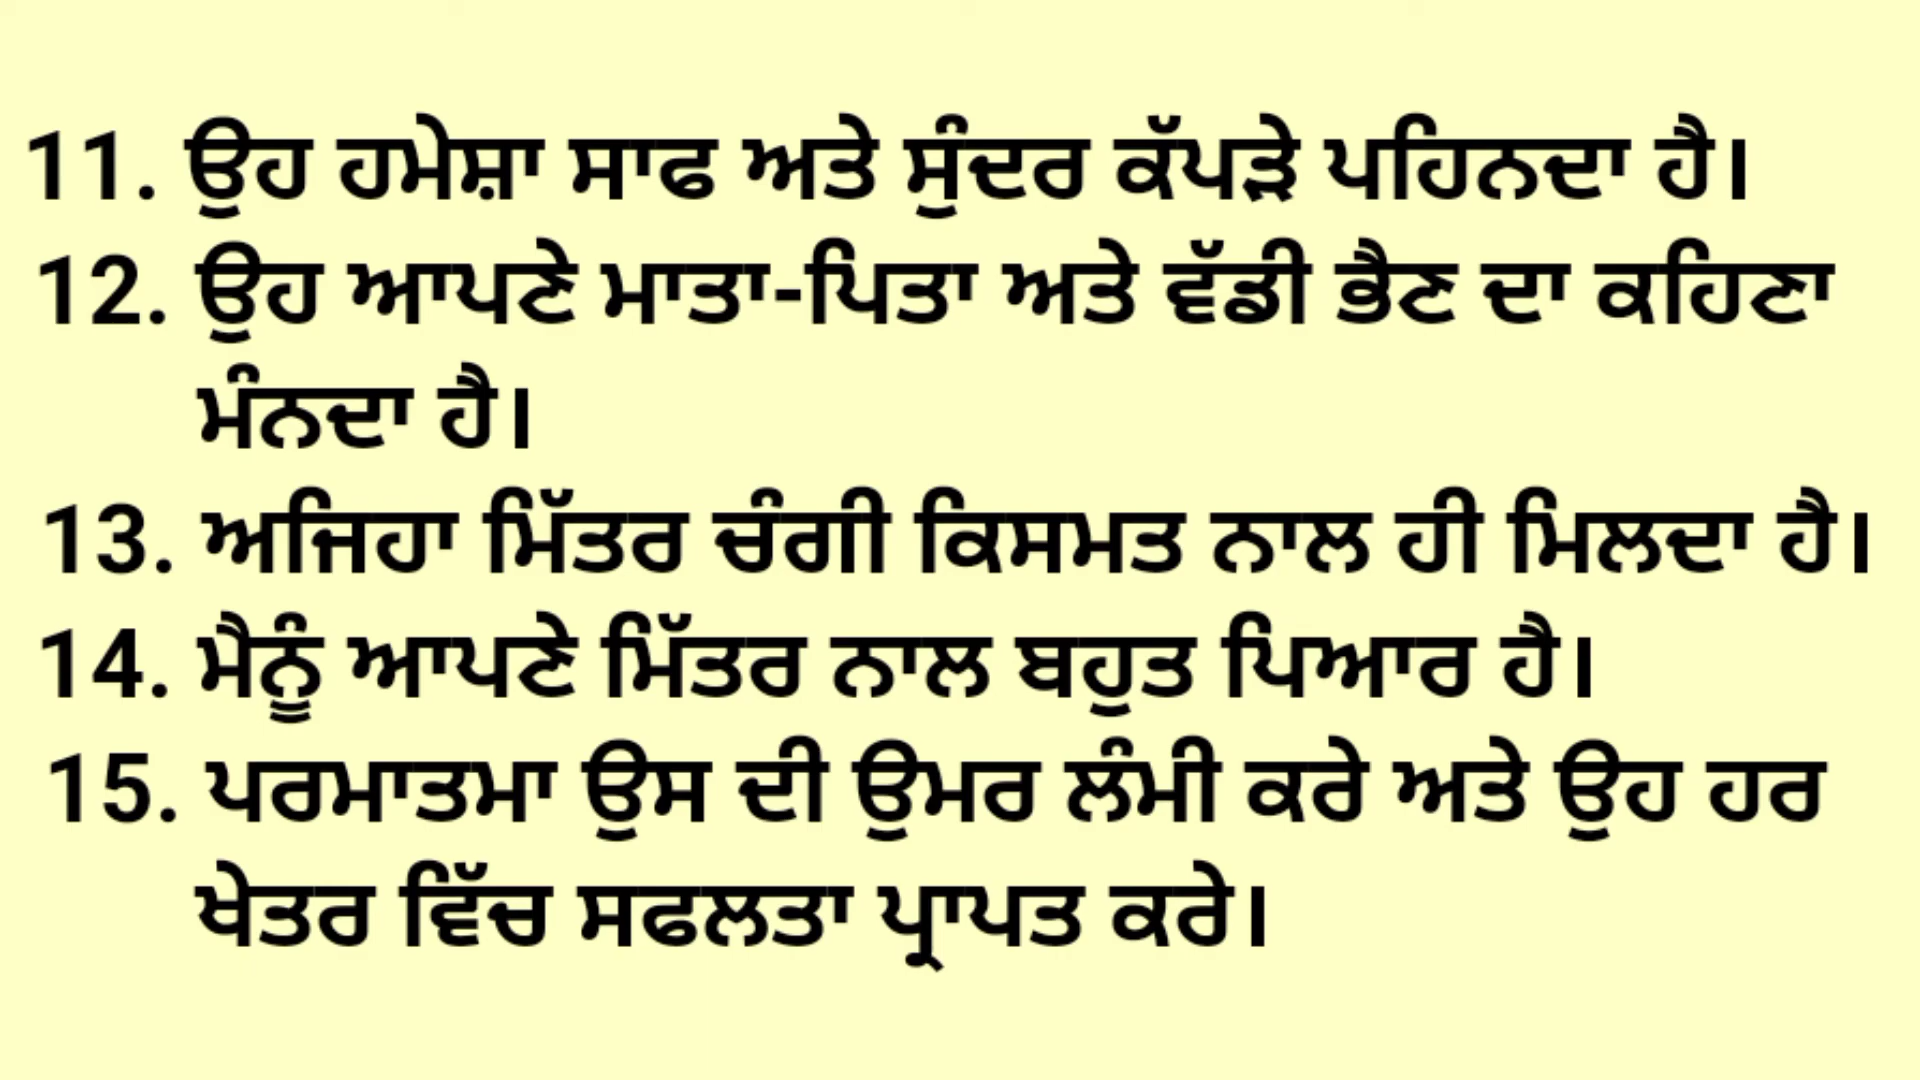 11. ਉਹ ਹਮੇਸ਼ਾ ਸਾਫ ਅਤੇ ਸੁੰਦਰ ਕੱਪੜੇ ਪਹਿਨਦਾ ਹੈ।
12. ਉਹ ਆਪਣੇ ਮਾਤਾ-ਪਿਤਾ ਅਤੇ ਵੱਡੀ ਭੈਣ ਦਾ ਕਹਿਣਾ
ਮੰਨਦਾ ਹੈ।
13. ਅਜਿਹਾ ਮਿੱਤਰ ਚੰਗੀ ਕਿਸਮਤ ਨਾਲ ਹੀ ਮਿਲਦਾ ਹੈ।
14. ਮੈਨੂੰ ਆਪਣੇ ਮਿੱਤਰ ਨਾਲ ਬਹੁਤ ਪਿਆਰ ਹੈ।
15. ਪਰਮਾਤਮਾ ਉਸ ਦੀ ਉਮਰ ਲੰਮੀ ਕਰੇ ਅਤੇ ਉਹ ਹਰ
ਖੇਤਰ ਵਿੱਚ ਸਫਲਤਾ ਪ੍ਰਾਪਤ ਕਰੇ।